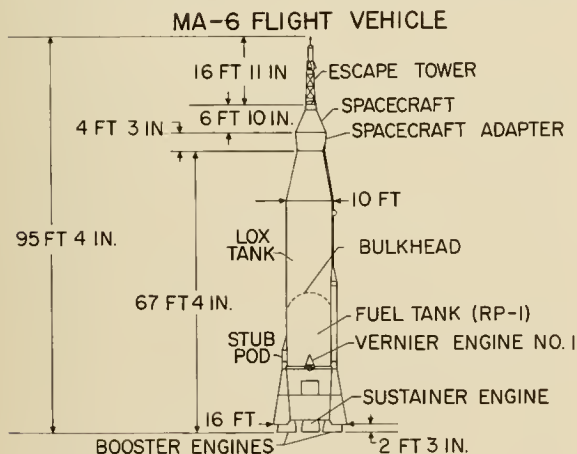 MA-6 FLIGHT VEHICLE
16 FT 11 IN
ESCAPE TOWER
6 FT 10 IN.
SPACECRAFT
4 FT 3 IN
SPACECRAFT ADAPTER
10 FT
LOX
TANK
BULKHEAD
95 FT 4 IN.
67 FT 4 IN.
FUEL TANK (RP-1)
STUB
POD
VERNIER ENGINE NO. 1
SUSTAINER ENGINE
16 FT
BOOSTER ENGINES
2 FT 3 IN.